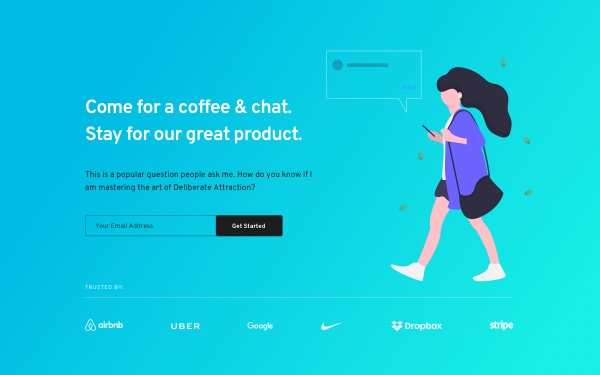 Come for a coffee & chat.
Stay for our great product.
This is a popular question people ask me. How do you know if I
am mastering the art of Deliberate Attraction?
Your Email Address
Get Started
TRUSTED BY:
airbnb
UBER
Google
Dropbox
stripe